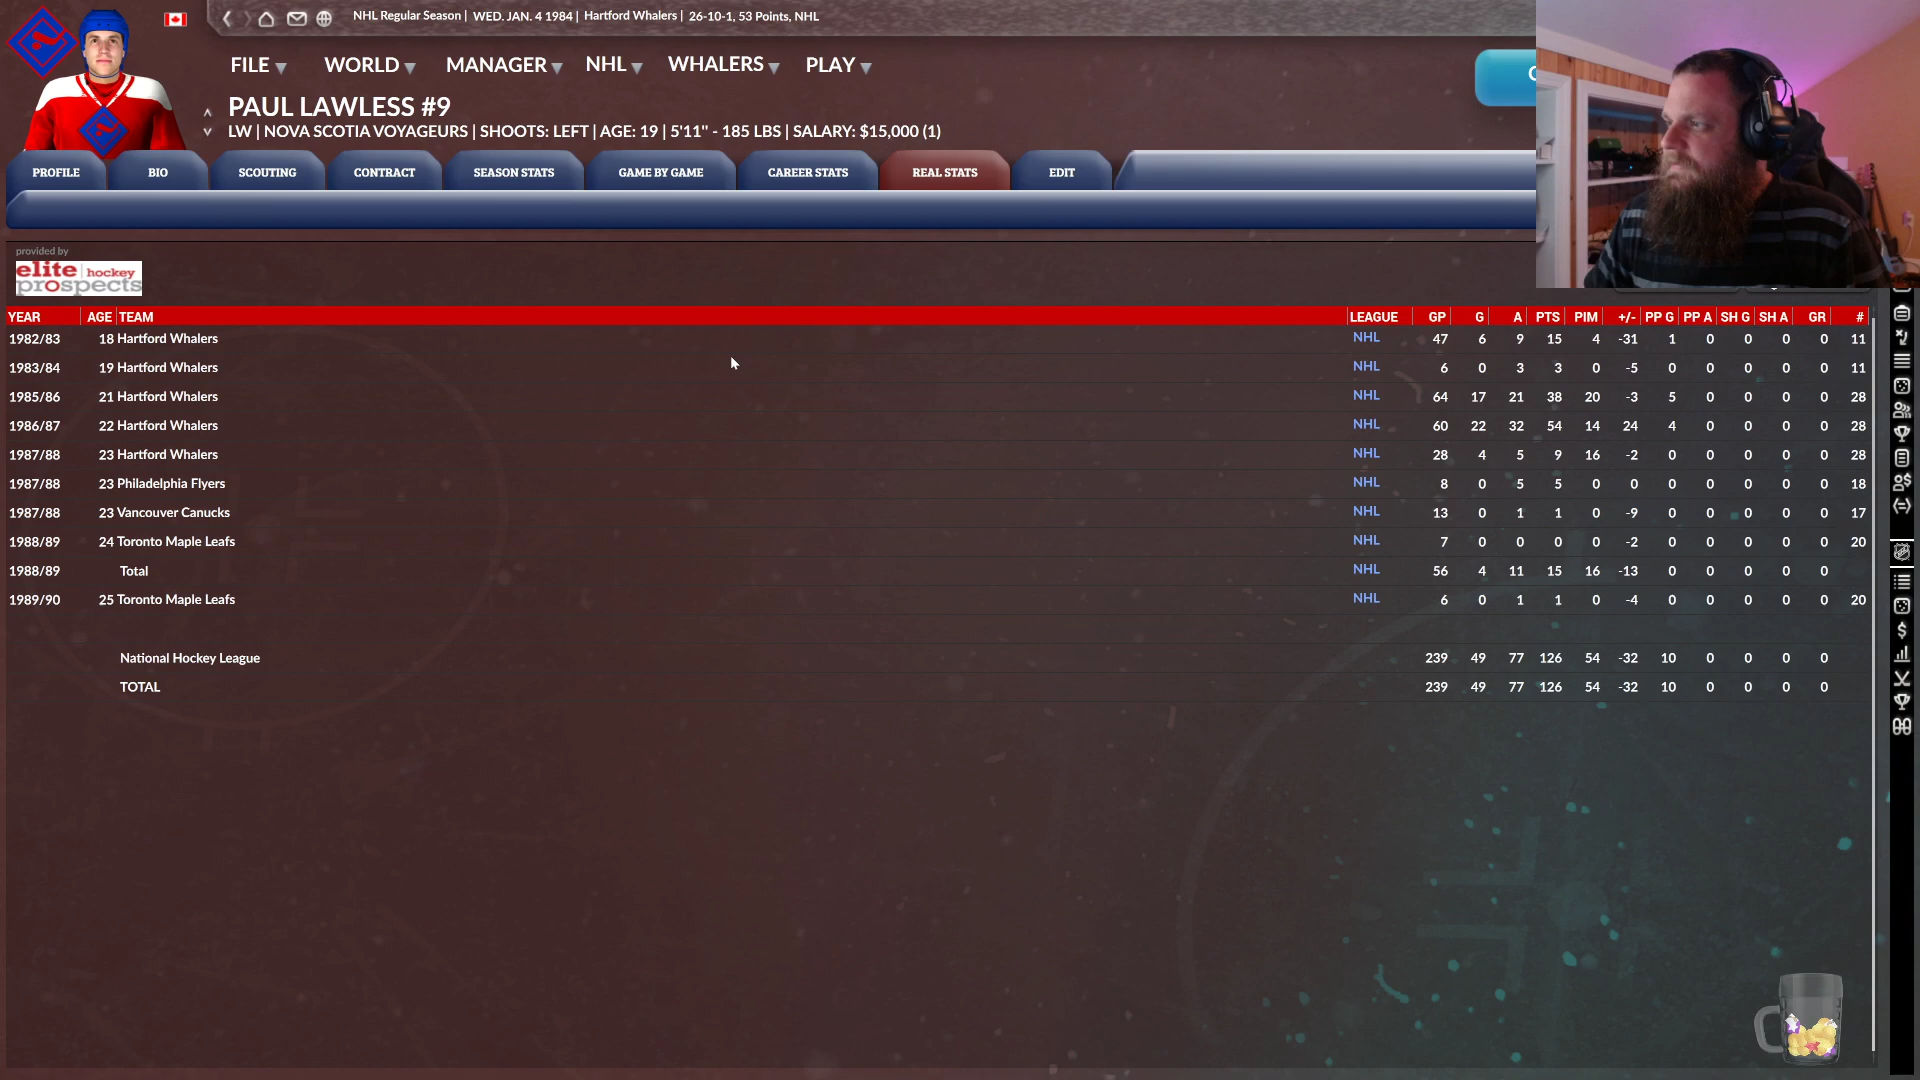 NHL Regular Season | WED. JAN. 4 1984 | Hartford Whalers | 26-10-1, 53 Points, NHL
FILE WORLD MANAGER NHL WHALERS PLAY
PAUL LAWLESS #9
LW | NOVA SCOTIA VOYAGEURS | SHOOTS: LEFT | AGE: 19 | 5'11" - 185 LBS | SALARY: $15,000 (1)
PROFILE BIO SCOUTING CONTRACT SEASON STATS GAME BY GAME CAREER STATS REAL STATS EDIT
provided by
elite hockey
prospects
YEAR AGE TEAM LEAGUE GP G A PTS PIM +/- PP G PP A SH G SH A GR #
1982/83 18 Hartford Whalers NHL 47 6 9 15 4 -31 1 0 0 0 0 11
1983/84 19 Hartford Whalers NHL 6 0 3 3 0 -5 0 0 0 0 0 11
1985/86 21 Hartford Whalers NHL 64 17 21 38 20 -3 5 0 0 0 0 28
1986/87 22 Hartford Whalers NHL 60 22 32 54 14 24 4 0 0 0 0 28
1987/88 23 Hartford Whalers NHL 28 4 5 9 16 -2 0 0 0 0 0 28
1987/88 23 Philadelphia Flyers NHL 8 0 5 5 0 0 0 0 0 0 0 18
1987/88 23 Vancouver Canucks NHL 13 0 1 1 0 -9 0 0 0 0 0 17
1988/89 24 Toronto Maple Leafs NHL 7 0 0 0 0 -2 0 0 0 0 0 20
1988/89 Total NHL 56 4 11 15 16 -13 0 0 0 0 0
1989/90 25 Toronto Maple Leafs NHL 6 0 1 1 0 -4 0 0 0 0 0 20
National Hockey League 239 49 77 126 54 -32 10 0 0 0 0
TOTAL 239 49 77 126 54 -32 10 0 0 0 0